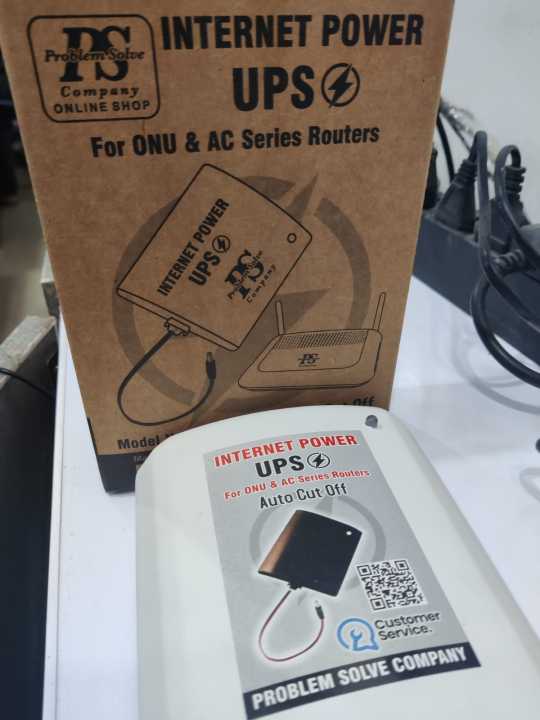 PS
Problem Solve
Company
ONLINE SHOP
INTERNET POWER
UPS
For ONU & AC Series Routers
INTERNET POWER
UPS
PS
Problem Solve
Company
PS
Off
Model
INTERNET POWER
UPS
For ONU & AC Series Routers
Auto Cut Off
Customer
Service.
PROBLEM SOLVE COMPANY